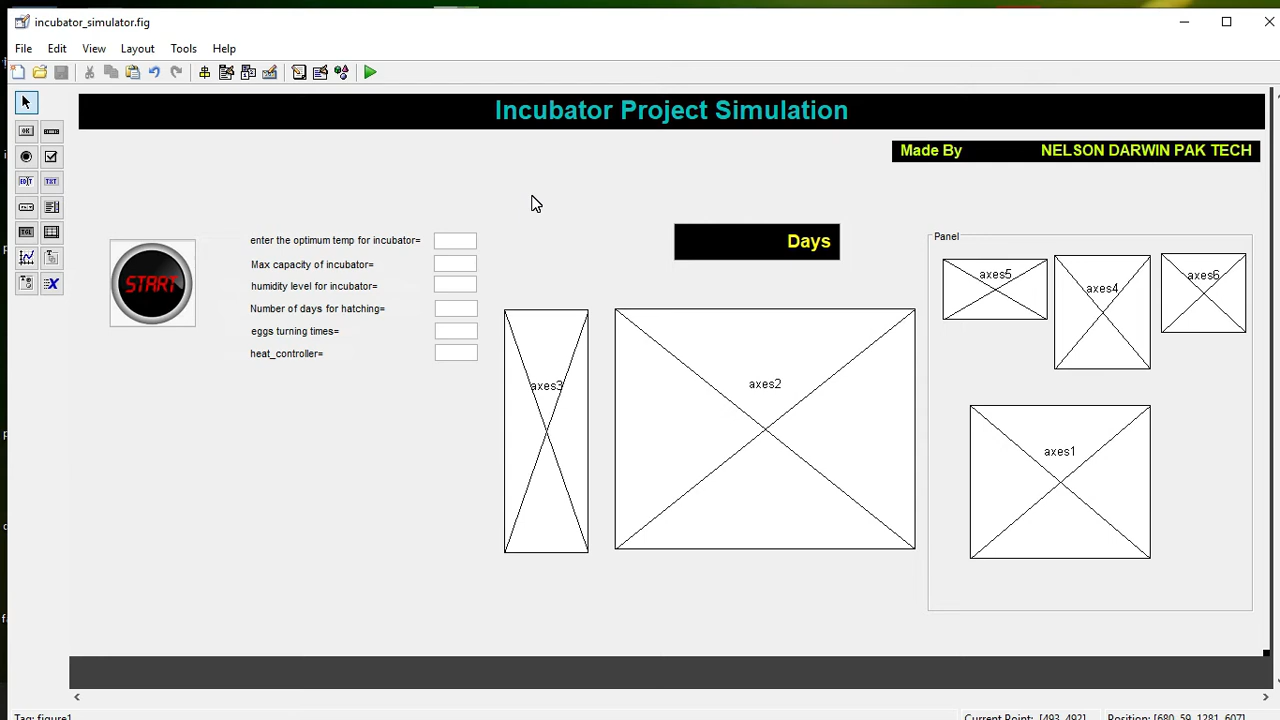 incubator_simulator.fig
File Edit View Layout Tools Help
Incubator Project Simulation
Made By NELSON DARWIN PAK TECH
Days
START
enter the optimum temp for incubator=
Max capacity of incubator=
humidity level for incubator=
Number of days for hatching=
eggs turning times=
heat_controller=
axes3
axes2
Panel
axes5
axes4
axes6
axes1
Tag: figure1
Current Point: [493, 492]
Position: [680, 59, 1281, 607]